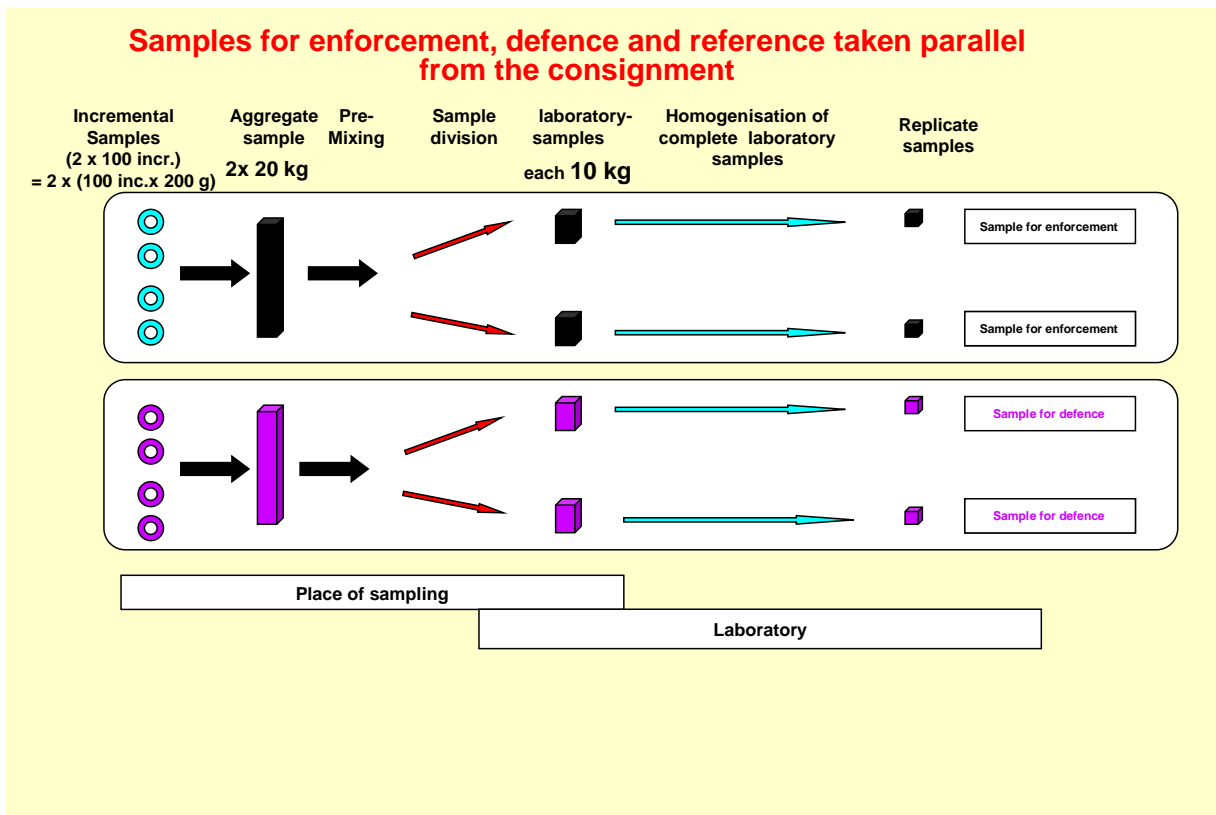 Samples for enforcement, defence and reference taken parallel
from the consignment
Incremental
Samples
(2 x 100 incr.)
= 2 x (100 inc.x 200 g)
Aggregate
sample
2x 20 kg
Pre-
Mixing
Sample
division
laboratory-
samples
each 10 kg
Homogenisation of
complete laboratory
samples
Replicate
samples
Sample for enforcement
Sample for enforcement
Sample for defence
Sample for defence
Place of sampling
Laboratory